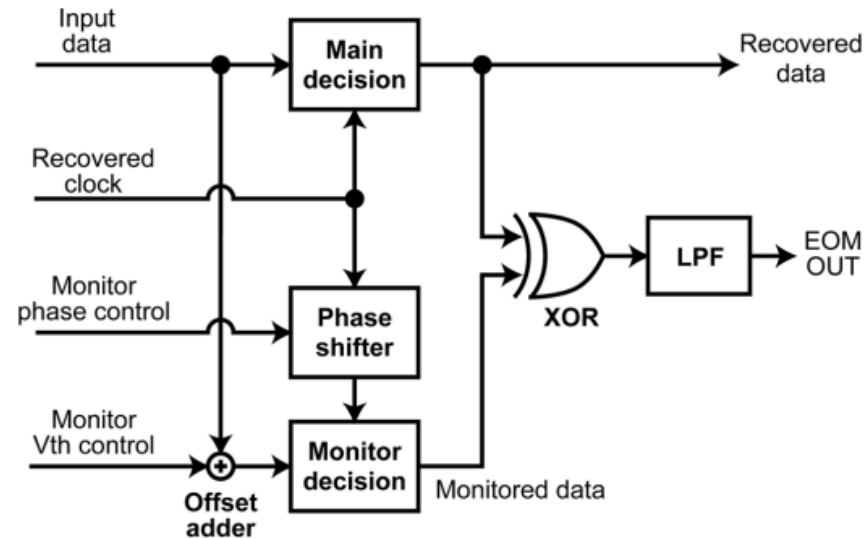 Input
data
Main
decision
Recovered
data
Recovered
clock
Monitor
phase control
Phase
shifter
XOR
LPF
EOM
OUT
Monitor
Vth control
+
Offset
adder
Monitor
decision
Monitored data